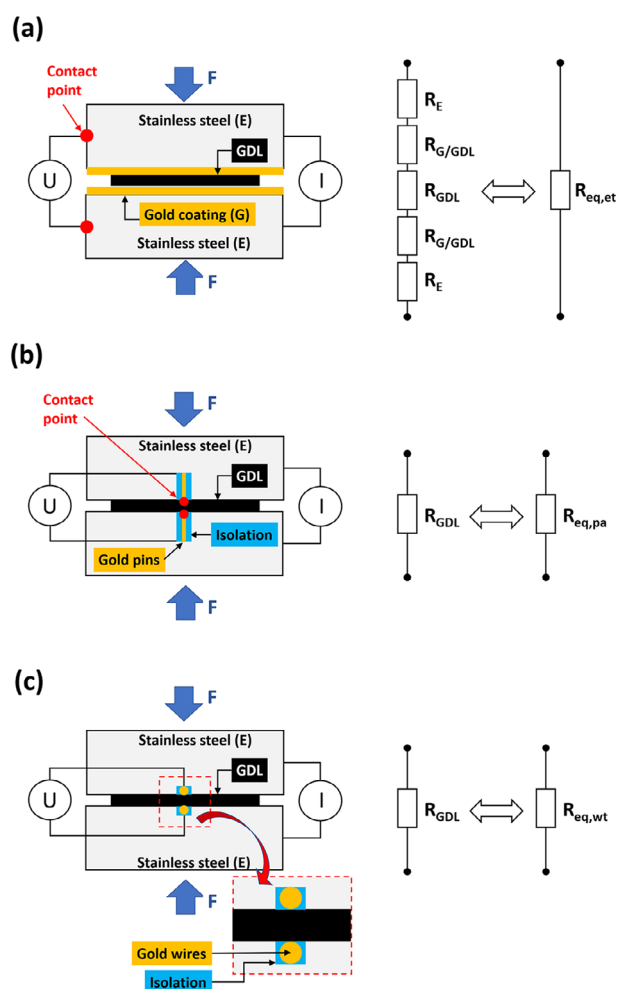 (a)
F
Contact
point
Stainless steel (E)
GDL
U
I
Gold coating (G)
Stainless steel (E)
F
R_E
R_G/GDL
R_GDL
R_G/GDL
R_E
R_eq,et
(b)
Contact
point
F
Stainless steel (E)
GDL
U
I
Isolation
Gold pins
F
R_GDL
R_eq,pa
(c)
F
Stainless steel (E)
GDL
U
I
Stainless steel (E)
F
Gold wires
Isolation
R_GDL
R_eq,wt